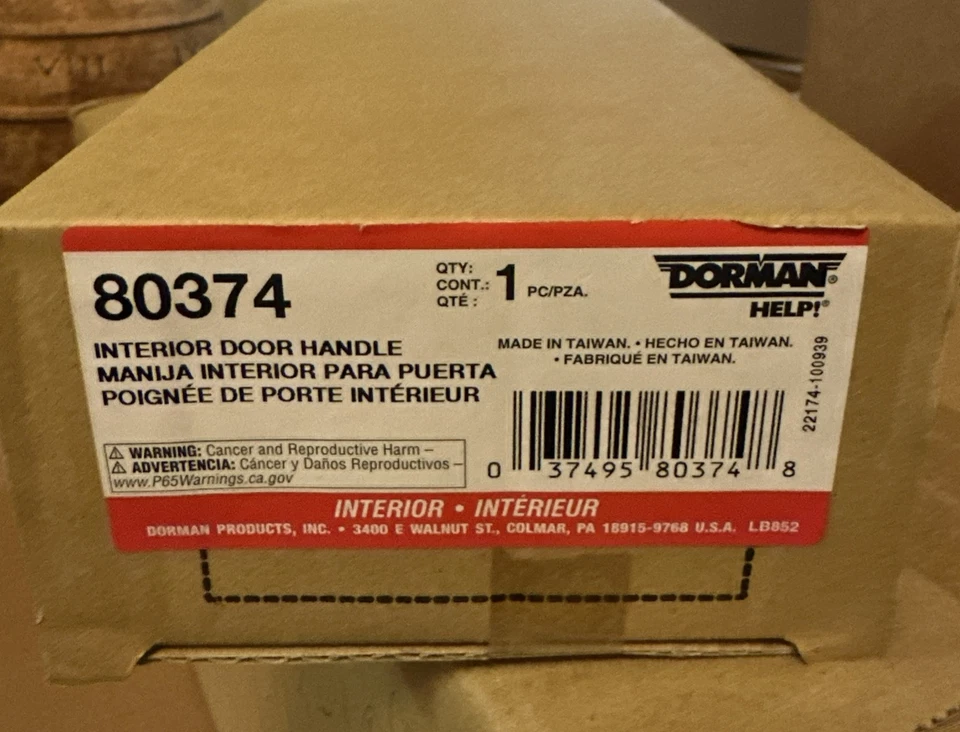 VIII
80374
QTY:
CONT.:
QTÉ :
1 PC/PZA.
DORMAN®
HELP!®
INTERIOR DOOR HANDLE
MANIJA INTERIOR PARA PUERTA
POIGNÉE DE PORTE INTÉRIEUR
MADE IN TAIWAN. • HECHO EN TAIWAN.
• FABRIQUÉ EN TAIWAN.
22174-100939
⚠ WARNING: Cancer and Reproductive Harm –
⚠ ADVERTENCIA: Cáncer y Daños Reproductivos –
www.P65Warnings.ca.gov
0 37495 80374 8
INTERIOR • INTÉRIEUR
DORMAN PRODUCTS, INC. • 3400 E WALNUT ST., COLMAR, PA 18915-9768 U.S.A. LB852